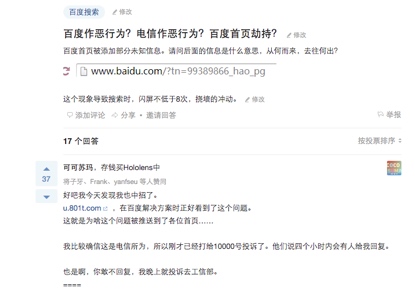 百度搜索 修改
百度作恶行为？电信作恶行为？百度首页劫持？ 修改
百度首页被添加部分未知信息。请问后面的信息是什么意思，从何而来，去往何出？
www.baidu.com/?tn=99389866_hao_pg
这个现象导致搜索时，闪屏不低于8次，挠墙的冲动。 修改
添加评论 分享 · 邀请回答 举报
17 个回答 按投票排序
可可苏玛，存钱买Hololens中
37
将子牙、Frank、yanfseu 等人赞同
好吧我今天发现我也中招了。
u.801t.com ，在百度解决方案时正好看到了这个问题。
这就是为啥这个问题被推送到了各位首页……
我比较确信这是电信所为，所以刚才已经打给10000号投诉了。他们说四个小时内会有人给我回复。
也是啊，你敢不回复，我晚上就投诉去工信部。
====